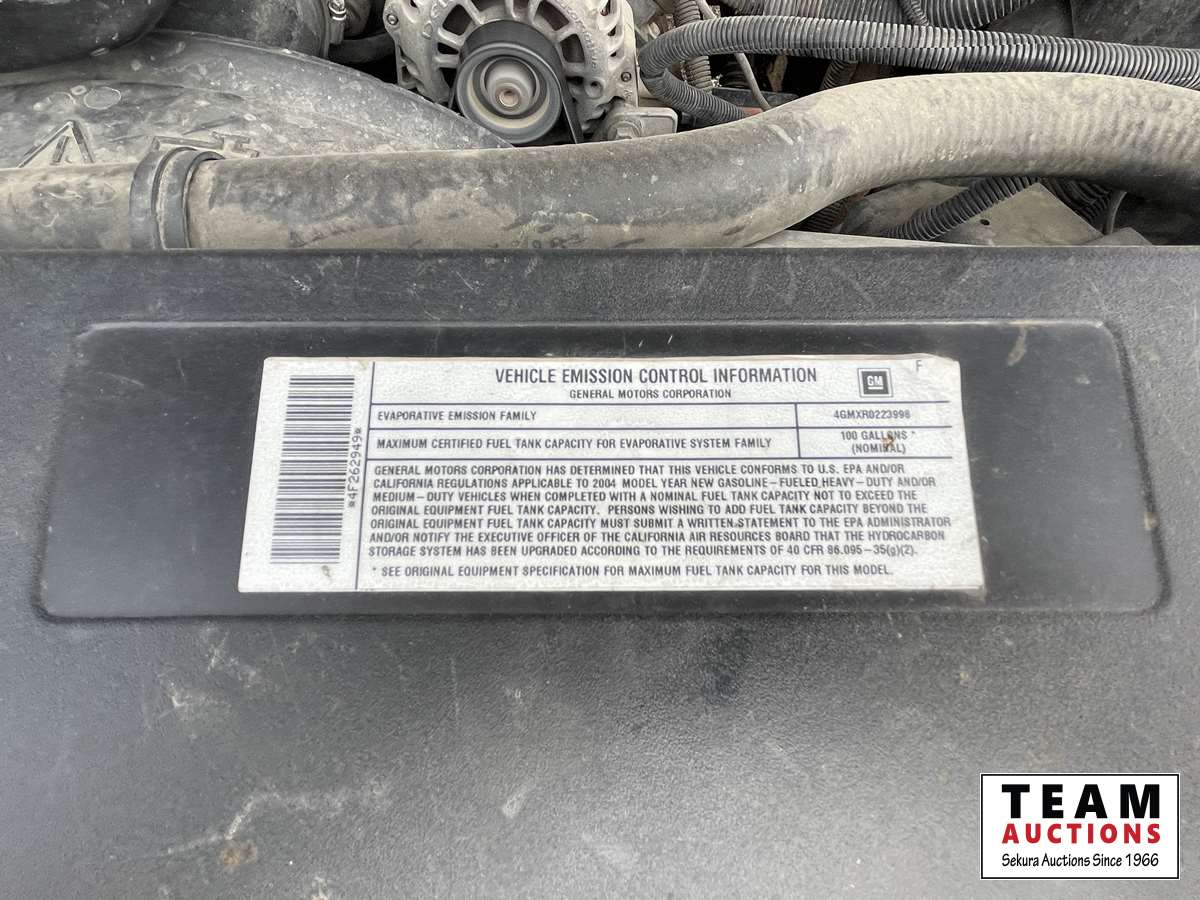 VEHICLE EMISSION CONTROL INFORMATION
GENERAL MOTORS CORPORATION
GM
F
EVAPORATIVE EMISSION FAMILY 4GMXR0223998
MAXIMUM CERTIFIED FUEL TANK CAPACITY FOR EVAPORATIVE SYSTEM FAMILY 100 GALLONS *
(NOMINAL)
*4F262949*
GENERAL MOTORS CORPORATION HAS DETERMINED THAT THIS VEHICLE CONFORMS TO U.S. EPA AND/OR
CALIFORNIA REGULATIONS APPLICABLE TO 2004 MODEL YEAR NEW GASOLINE-FUELED HEAVY-DUTY AND/OR
MEDIUM-DUTY VEHICLES WHEN COMPLETED WITH A NOMINAL FUEL TANK CAPACITY NOT TO EXCEED THE
ORIGINAL EQUIPMENT FUEL TANK CAPACITY. PERSONS WISHING TO ADD FUEL TANK CAPACITY BEYOND THE
ORIGINAL EQUIPMENT FUEL TANK CAPACITY MUST SUBMIT A WRITTEN STATEMENT TO THE EPA ADMINISTRATOR
AND/OR NOTIFY THE EXECUTIVE OFFICER OF THE CALIFORNIA AIR RESOURCES BOARD THAT THE HYDROCARBON
STORAGE SYSTEM HAS BEEN UPGRADED ACCORDING TO THE REQUIREMENTS OF 40 CFR 86.095-35(g)(2).
* SEE ORIGINAL EQUIPMENT SPECIFICATION FOR MAXIMUM FUEL TANK CAPACITY FOR THIS MODEL.
TEAM
AUCTIONS
Sekura Auctions Since 1966